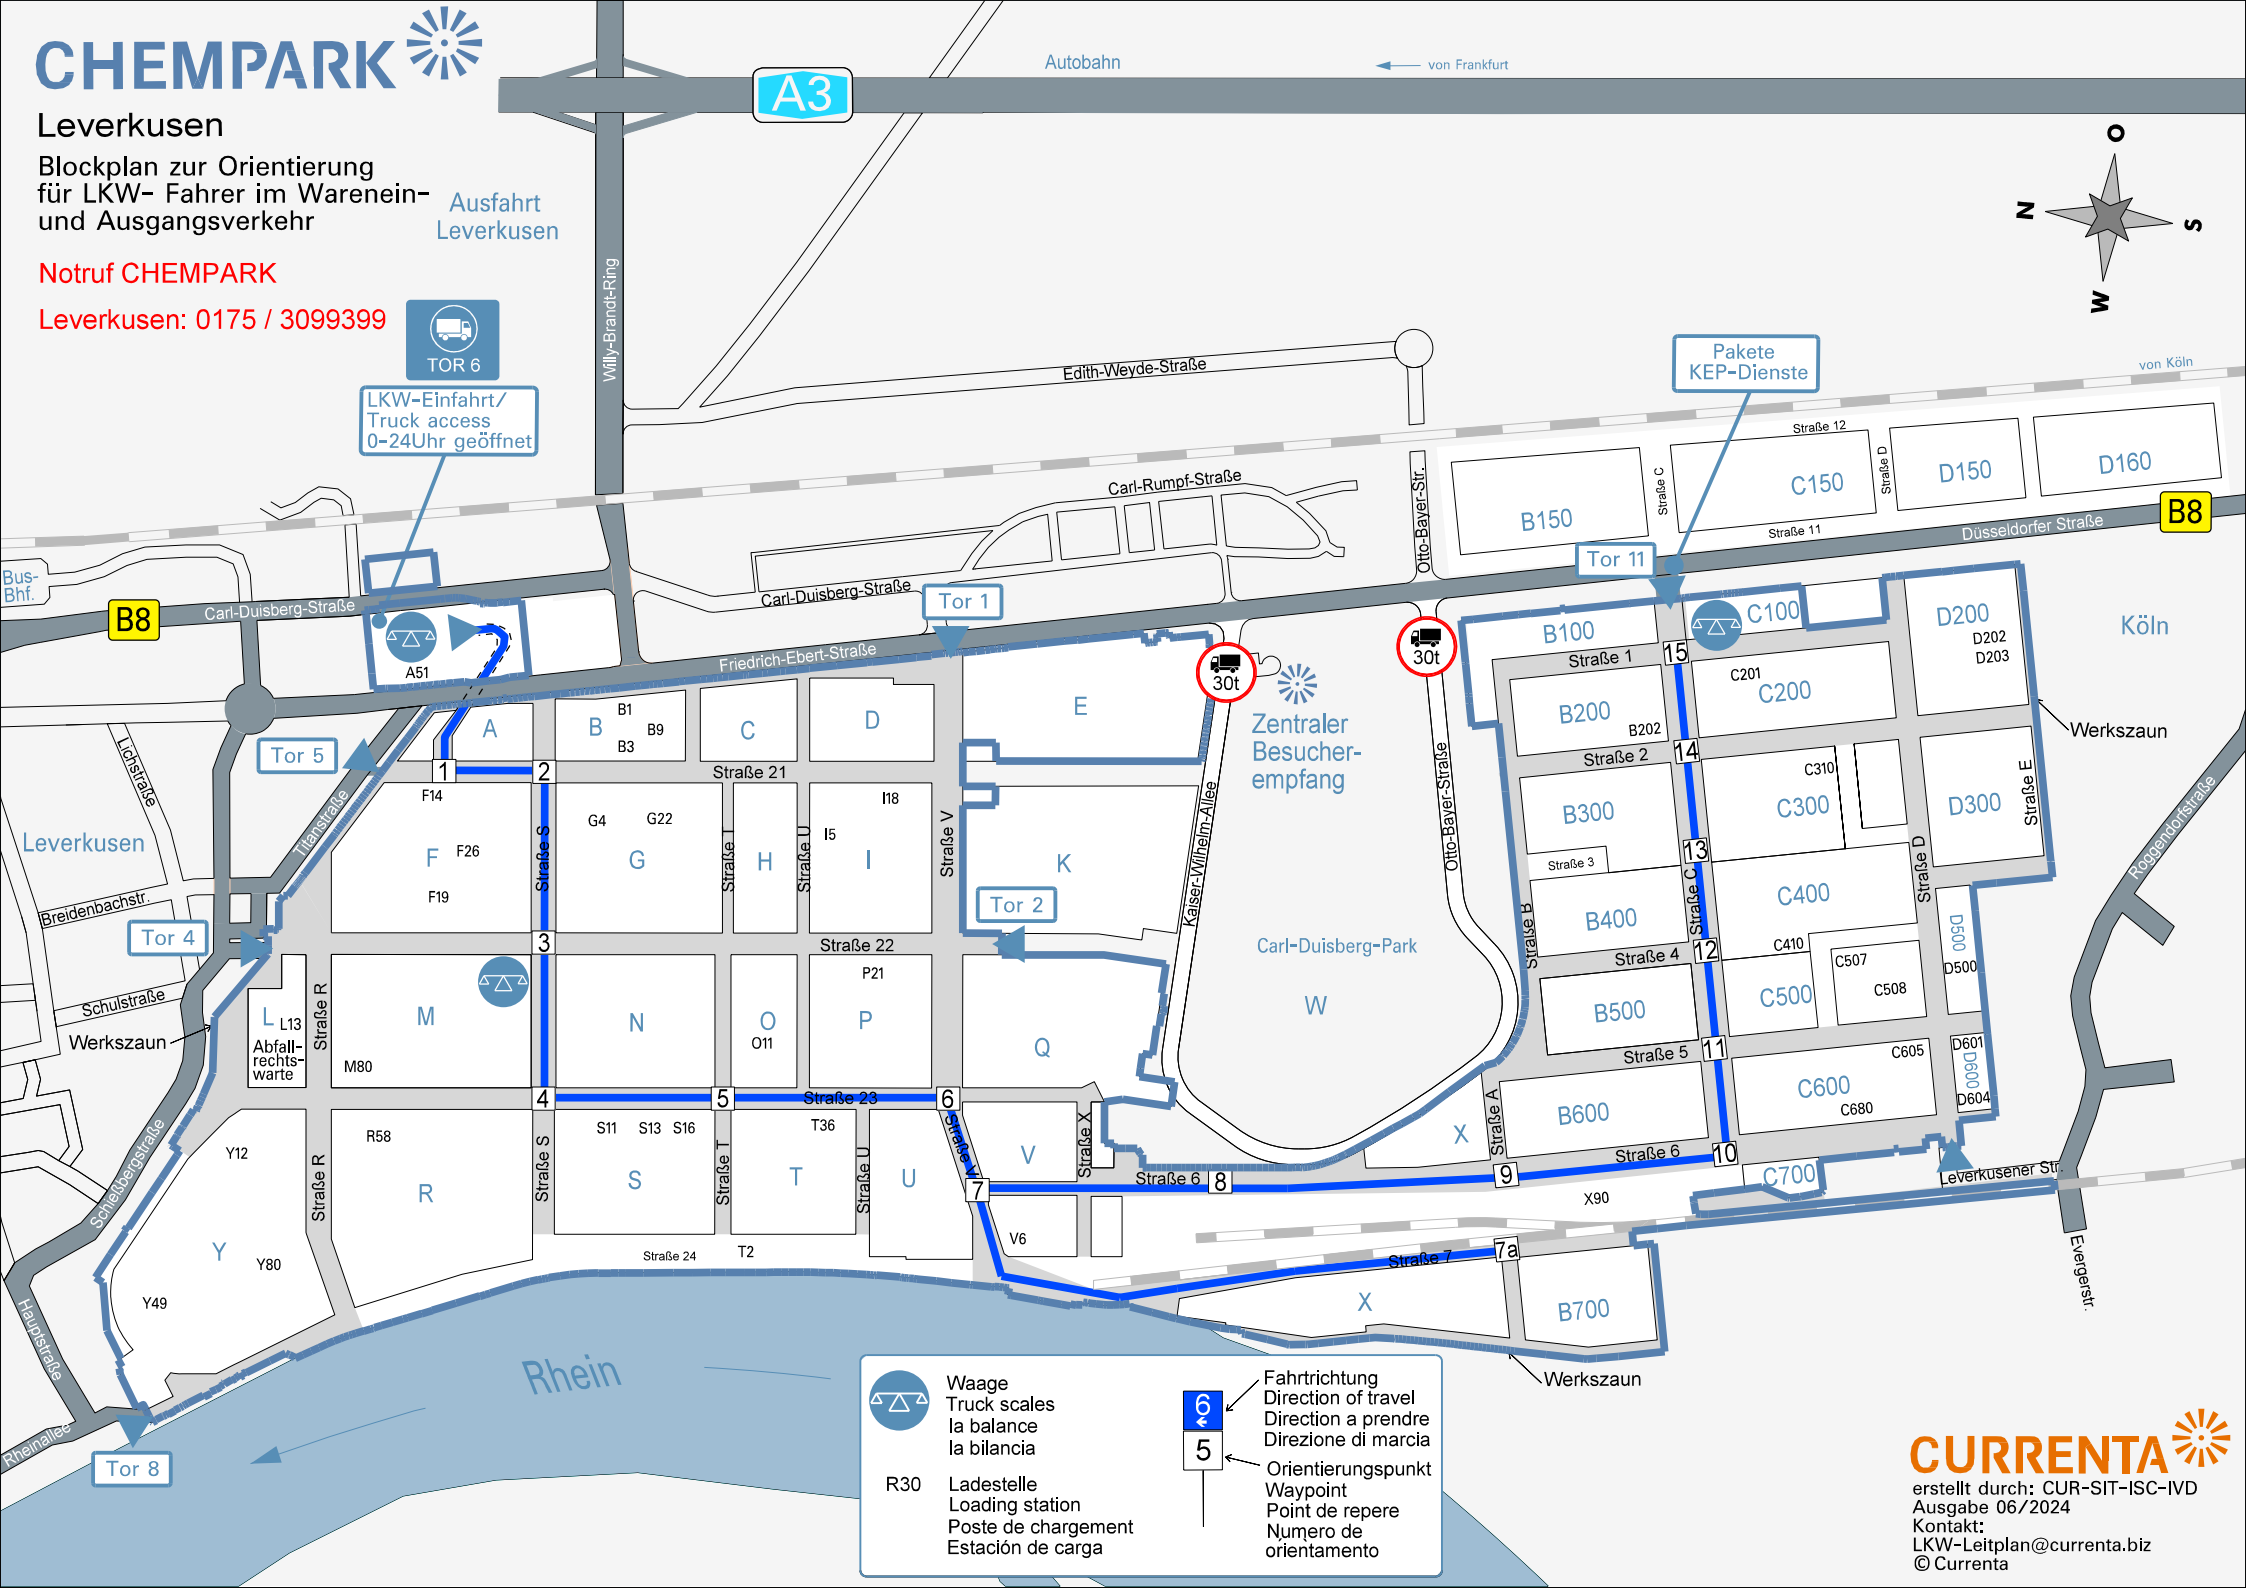 CHEMPARK
Leverkusen
Blockplan zur Orientierung
für LKW- Fahrer im Warenein-
und Ausgangsverkehr
Notruf CHEMPARK
Leverkusen: 0175 / 3099399
Ausfahrt
Leverkusen
TOR 6
LKW-Einfahrt/
Truck access
0-24Uhr geöffnet
Willy-Brandt-Ring
A3
Autobahn
von Frankfurt
O
N
S
W
Edith-Weyde-Straße
Pakete
KEP-Dienste
von Köln
Carl-Rumpf-Straße
Otto-Bayer-Str.
Straße 12
Straße C
Straße D
B150
C150
D150
D160
Straße 11
Düsseldorfer Straße
B8
Bus-
Bhf.
B8
Carl-Duisberg-Straße
Carl-Duisberg-Straße
Friedrich-Ebert-Straße
A51
Tor 1
Tor 11
30t
30t
Zentraler
Besucher-
empfang
Köln
B100
C100
D200
D202
D203
Straße 1
15
C201
C200
B200
B202
Werkszaun
Straße 2
14
Tor 5
A
B
B1
B9
B3
C
D
E
1
2
Straße 21
F14
F
F26
F19
Straße S
G4
G22
G
Straße T
H
Straße U
I18
I5
I
Straße V
K
Kaiser-Wilhelm-Allee
Otto-Bayer-Straße
Lichstraße
Titanstraße
Leverkusen
Breidenbachstr.
Tor 4
Schulstraße
Werkszaun
Schießbergstraße
Hauptstraße
Rheinallee
Tor 8
3
Straße 22
Tor 2
Carl-Duisberg-Park
W
L
L13
Abfall-
rechts-
warte
Straße R
M
M80
N
O
O11
P21
P
Q
4
5
Straße 23
6
B300
C310
C300
D300
Straße E
Straße 3
13
Straße C
Straße D
C400
B400
Straße B
12
C410
Straße 4
C507
C508
C500
B500
D500
D500
11
Straße 5
C605
C600
C680
D601
D600
D604
B600
Straße A
X
Straße 6
10
9
C700
X90
Leverkusener Str.
Roggendorfstraße
Evergerstr.
Y12
Y
Y80
Y49
Straße R
R58
R
Straße S
S11
S13
S16
S
Straße T
T36
T
Straße U
U
Straße V
V
Straße X
7
Straße 6
8
V6
Straße 24
T2
Straße 7
7a
X
B700
Werkszaun
Rhein
Waage
Truck scales
la balance
la bilancia
R30
Ladestelle
Loading station
Poste de chargement
Estación de carga
6
5
Fahrtrichtung
Direction of travel
Direction a prendre
Direzione di marcia
Orientierungspunkt
Waypoint
Point de repere
Numero de
orientamento
CURRENTA
erstellt durch: CUR-SIT-ISC-IVD
Ausgabe 06/2024
Kontakt:
LKW-Leitplan@currenta.biz
© Currenta